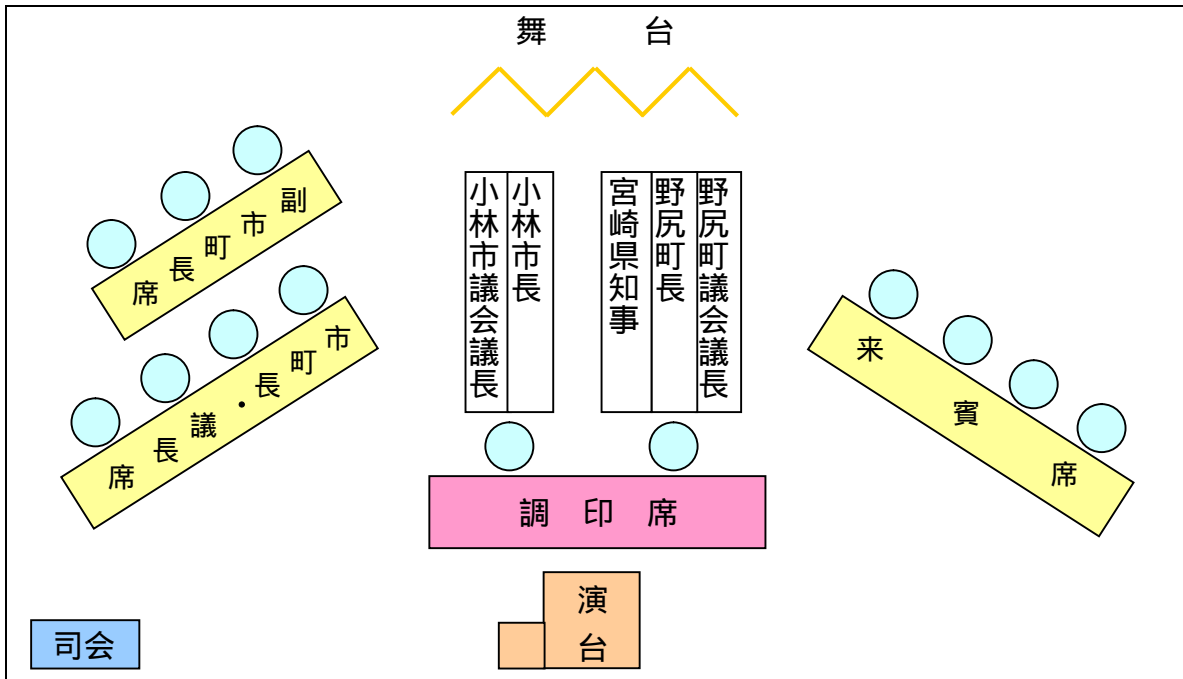 舞台
副市町長席
市町長・議長席
野尻町議会議長
野尻町長
宮崎県知事
小林市長
小林市議会議長
来賓席
調印席
演台
司会